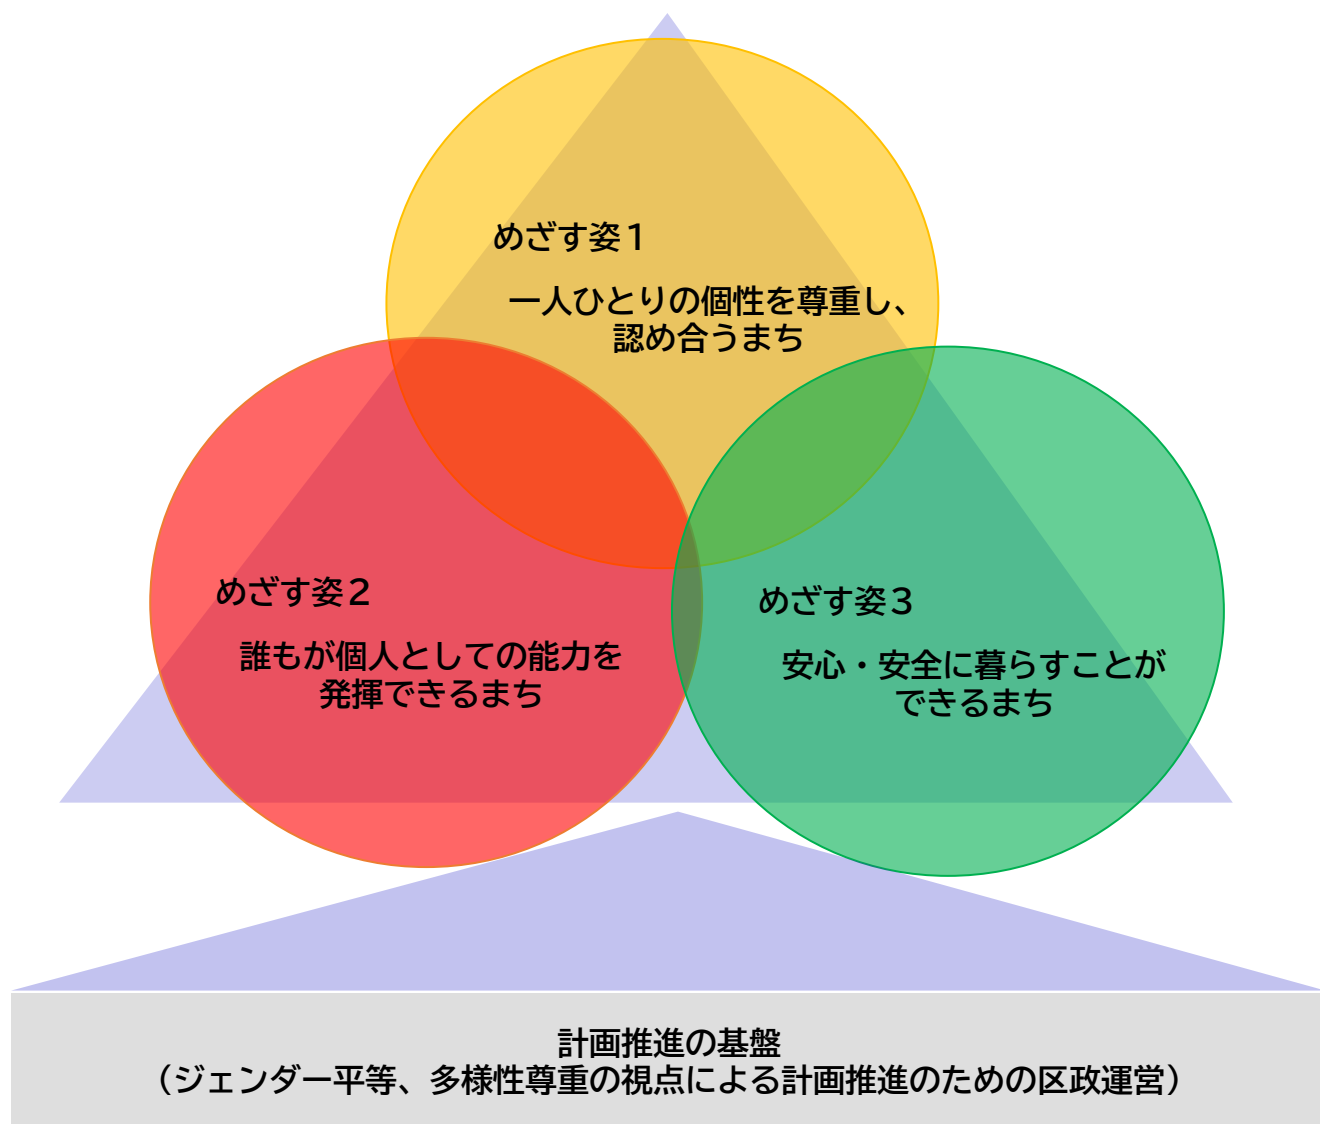 めざす姿１
一人ひとりの個性を尊重し、
認め合うまち
めざす姿２
誰もが個人としての能力を
発揮できるまち
めざす姿３
安心・安全に暮らすことが
できるまち
計画推進の基盤
（ジェンダー平等、多様性尊重の視点による計画推進のための区政運営）